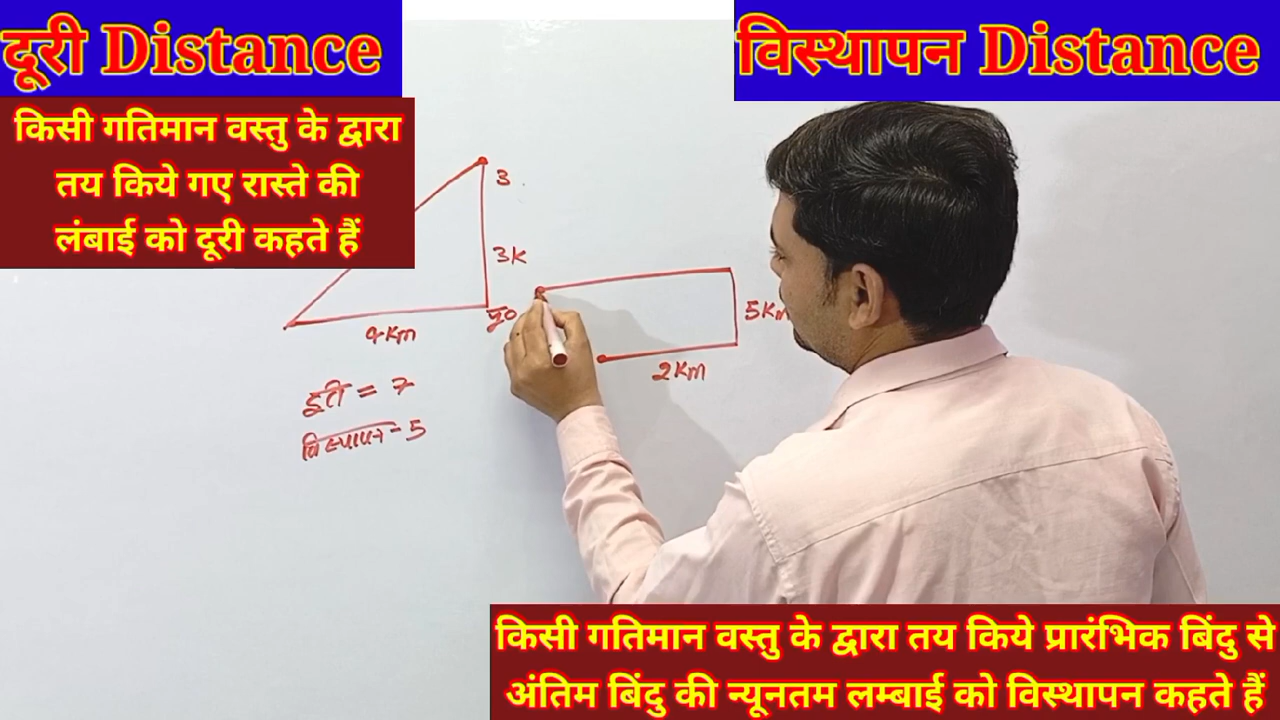 दूरी Distance
विस्थापन Distance
किसी गतिमान वस्तु के द्वारा
तय किये गए रास्ते की
लंबाई को दूरी कहते हैं
3
3K
5Km
4Km
2Km
दुरी = 7
विस्थापन - 5
किसी गतिमान वस्तु के द्वारा तय किये प्रारंभिक बिंदु से
अंतिम बिंदु की न्यूनतम लम्बाई को विस्थापन कहते हैं